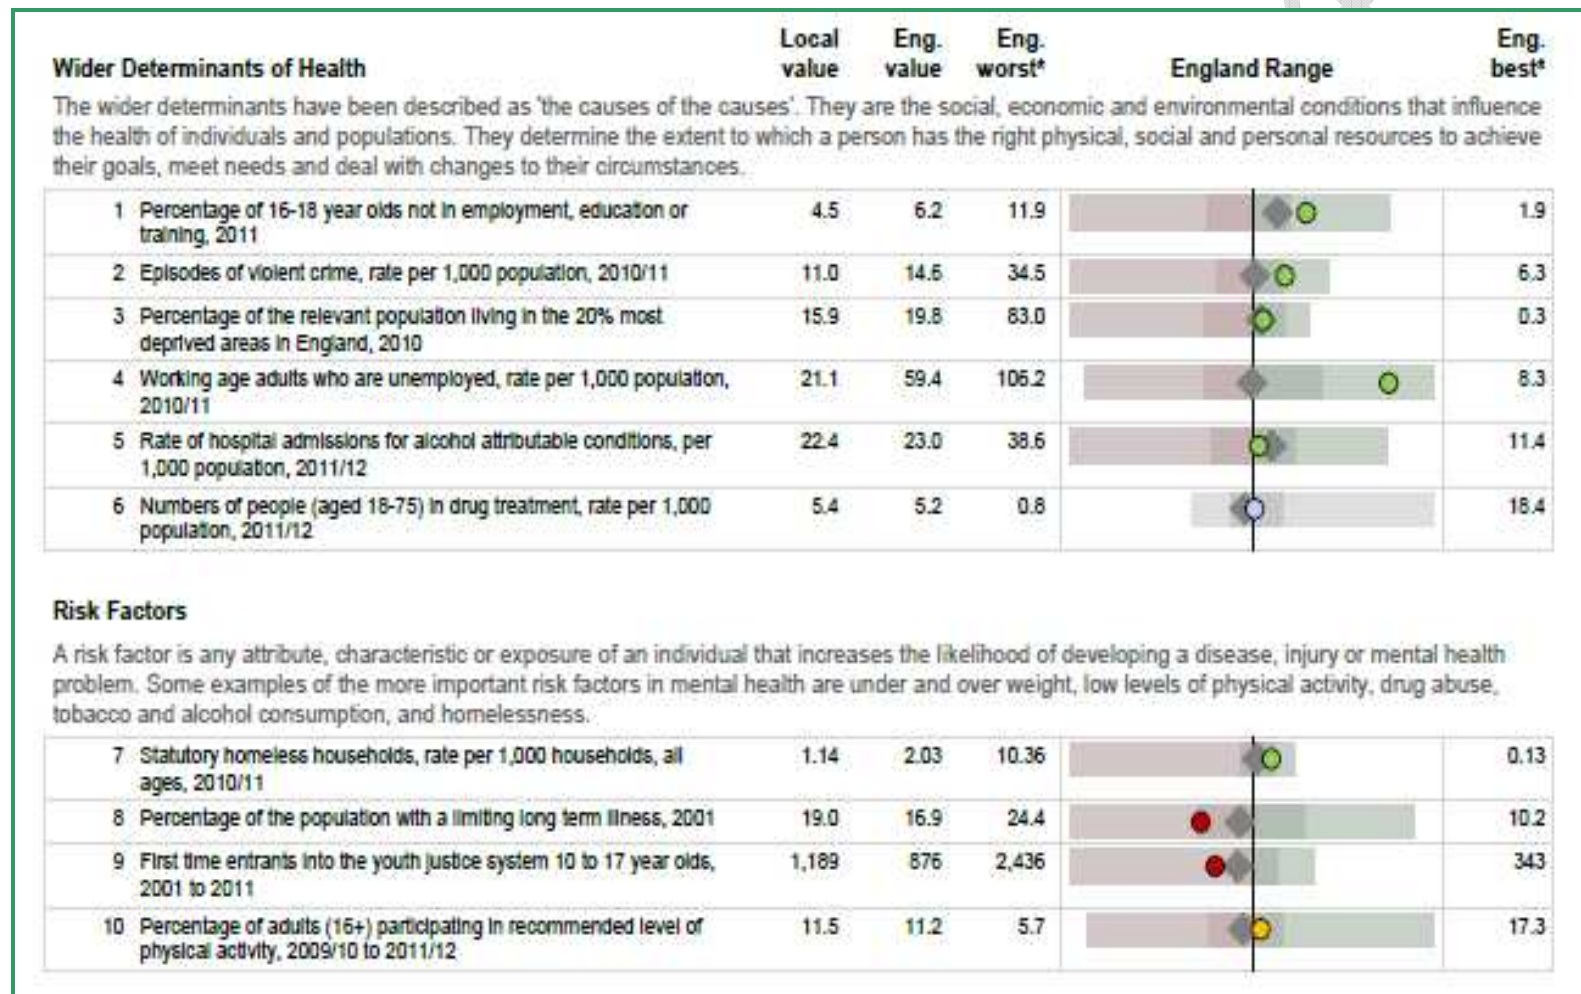 Local Eng. Eng. Eng.
Wider Determinants of Health value value worst* England Range best*
The wider determinants have been described as 'the causes of the causes'. They are the social, economic and environmental conditions that influence
the health of individuals and populations. They determine the extent to which a person has the right physical, social and personal resources to achieve
their goals, meet needs and deal with changes to their circumstances.
1 Percentage of 16-18 year olds not in employment, education or 4.5 6.2 11.9 1.9
training, 2011
2 Episodes of violent crime, rate per 1,000 population, 2010/11 11.0 14.6 34.5 6.3
3 Percentage of the relevant population living in the 20% most 15.9 19.8 83.0 0.3
deprived areas in England, 2010
4 Working age adults who are unemployed, rate per 1,000 population, 21.1 59.4 106.2 8.3
2010/11
5 Rate of hospital admissions for alcohol attributable conditions, per 22.4 23.0 38.6 11.4
1,000 population, 2011/12
6 Numbers of people (aged 18-75) in drug treatment, rate per 1,000 5.4 5.2 0.8 18.4
population, 2011/12
Risk Factors
A risk factor is any attribute, characteristic or exposure of an individual that increases the likelihood of developing a disease, injury or mental health
problem. Some examples of the more important risk factors in mental health are under and over weight, low levels of physical activity, drug abuse,
tobacco and alcohol consumption, and homelessness.
7 Statutory homeless households, rate per 1,000 households, all 1.14 2.03 10.36 0.13
ages, 2010/11
8 Percentage of the population with a limiting long term illness, 2001 19.0 16.9 24.4 10.2
9 First time entrants into the youth justice system 10 to 17 year olds, 1,189 876 2,436 343
2001 to 2011
10 Percentage of adults (16+) participating in recommended level of 11.5 11.2 5.7 17.3
physical activity, 2009/10 to 2011/12